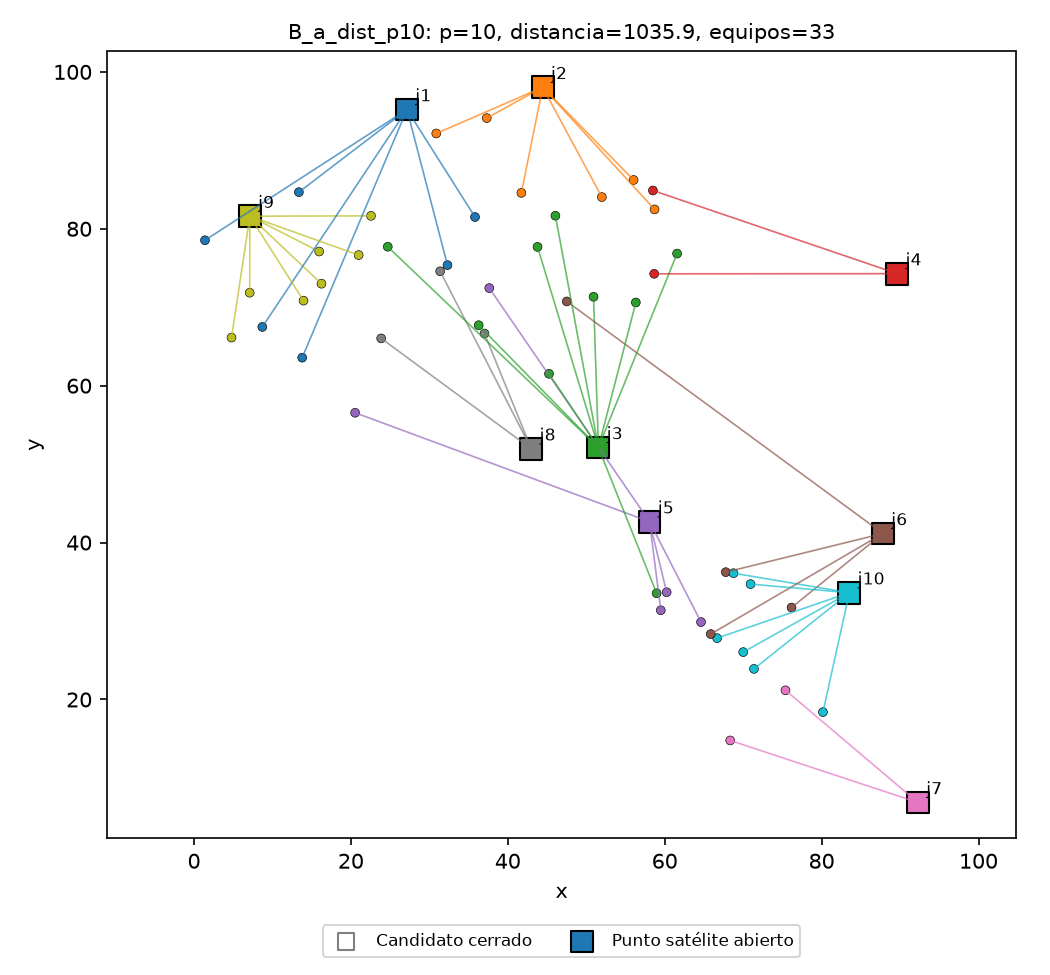 B_a_dist_p10: p=10, distancia=1035.9, equipos=33
100
80
60
40
20
y
j1
j2
j9
j4
j8
j3
j5
j6
j10
j7
0
20
40
60
80
100
x
Candidato cerrado
Punto satélite abierto